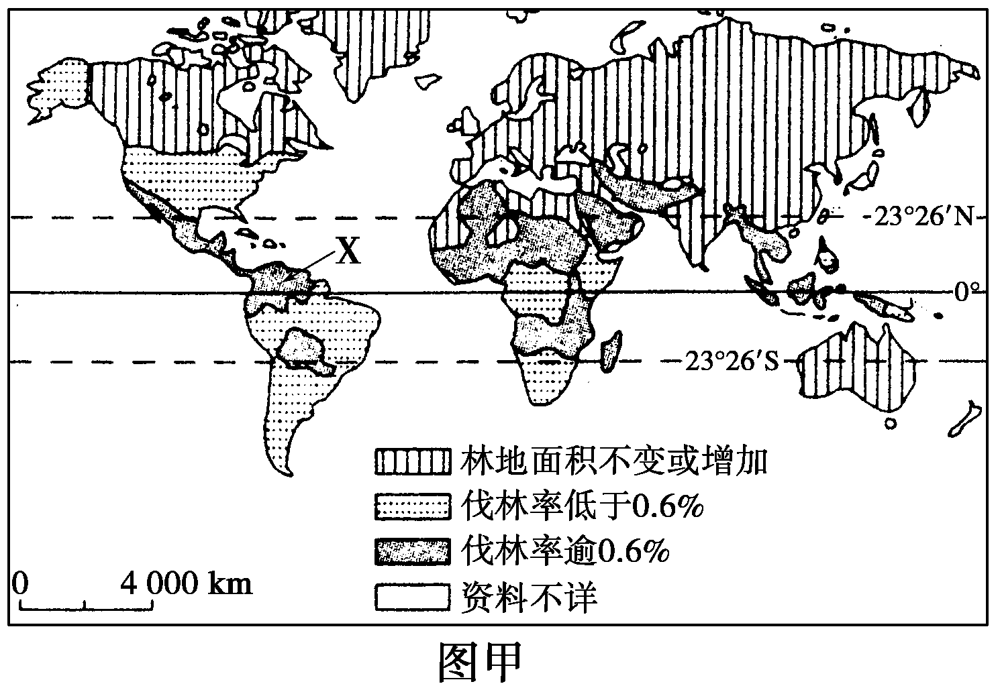 X
-23°26′N
0°
23°26′S
林地面积不变或增加
伐林率低于0.6%
伐林率逾0.6%
资料不详
0 4 000 km
图甲